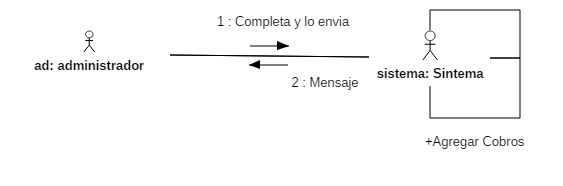 1 : Completa y lo envia
ad: administrador
sistema: Sintema
2 : Mensaje
+Agregar Cobros